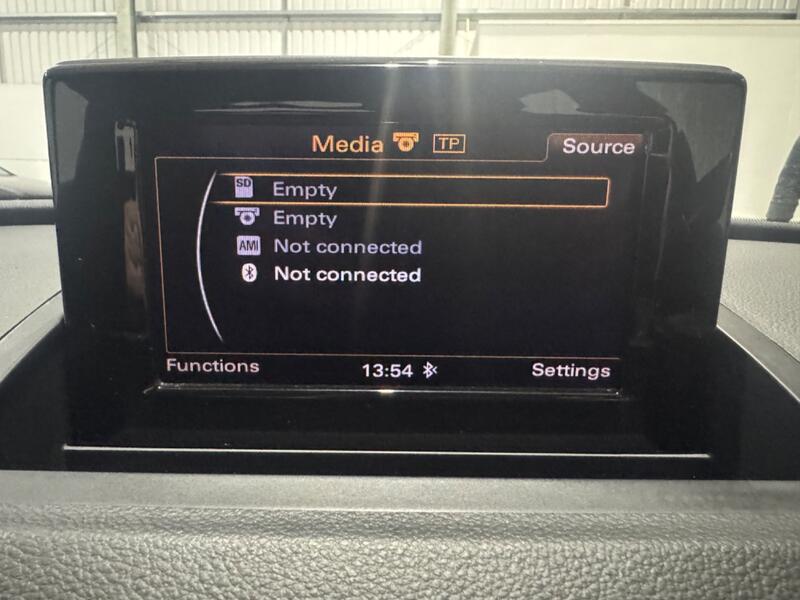 Media TP Source
SD Empty
Empty
AMI Not connected
Not connected
Functions 13:54 Settings